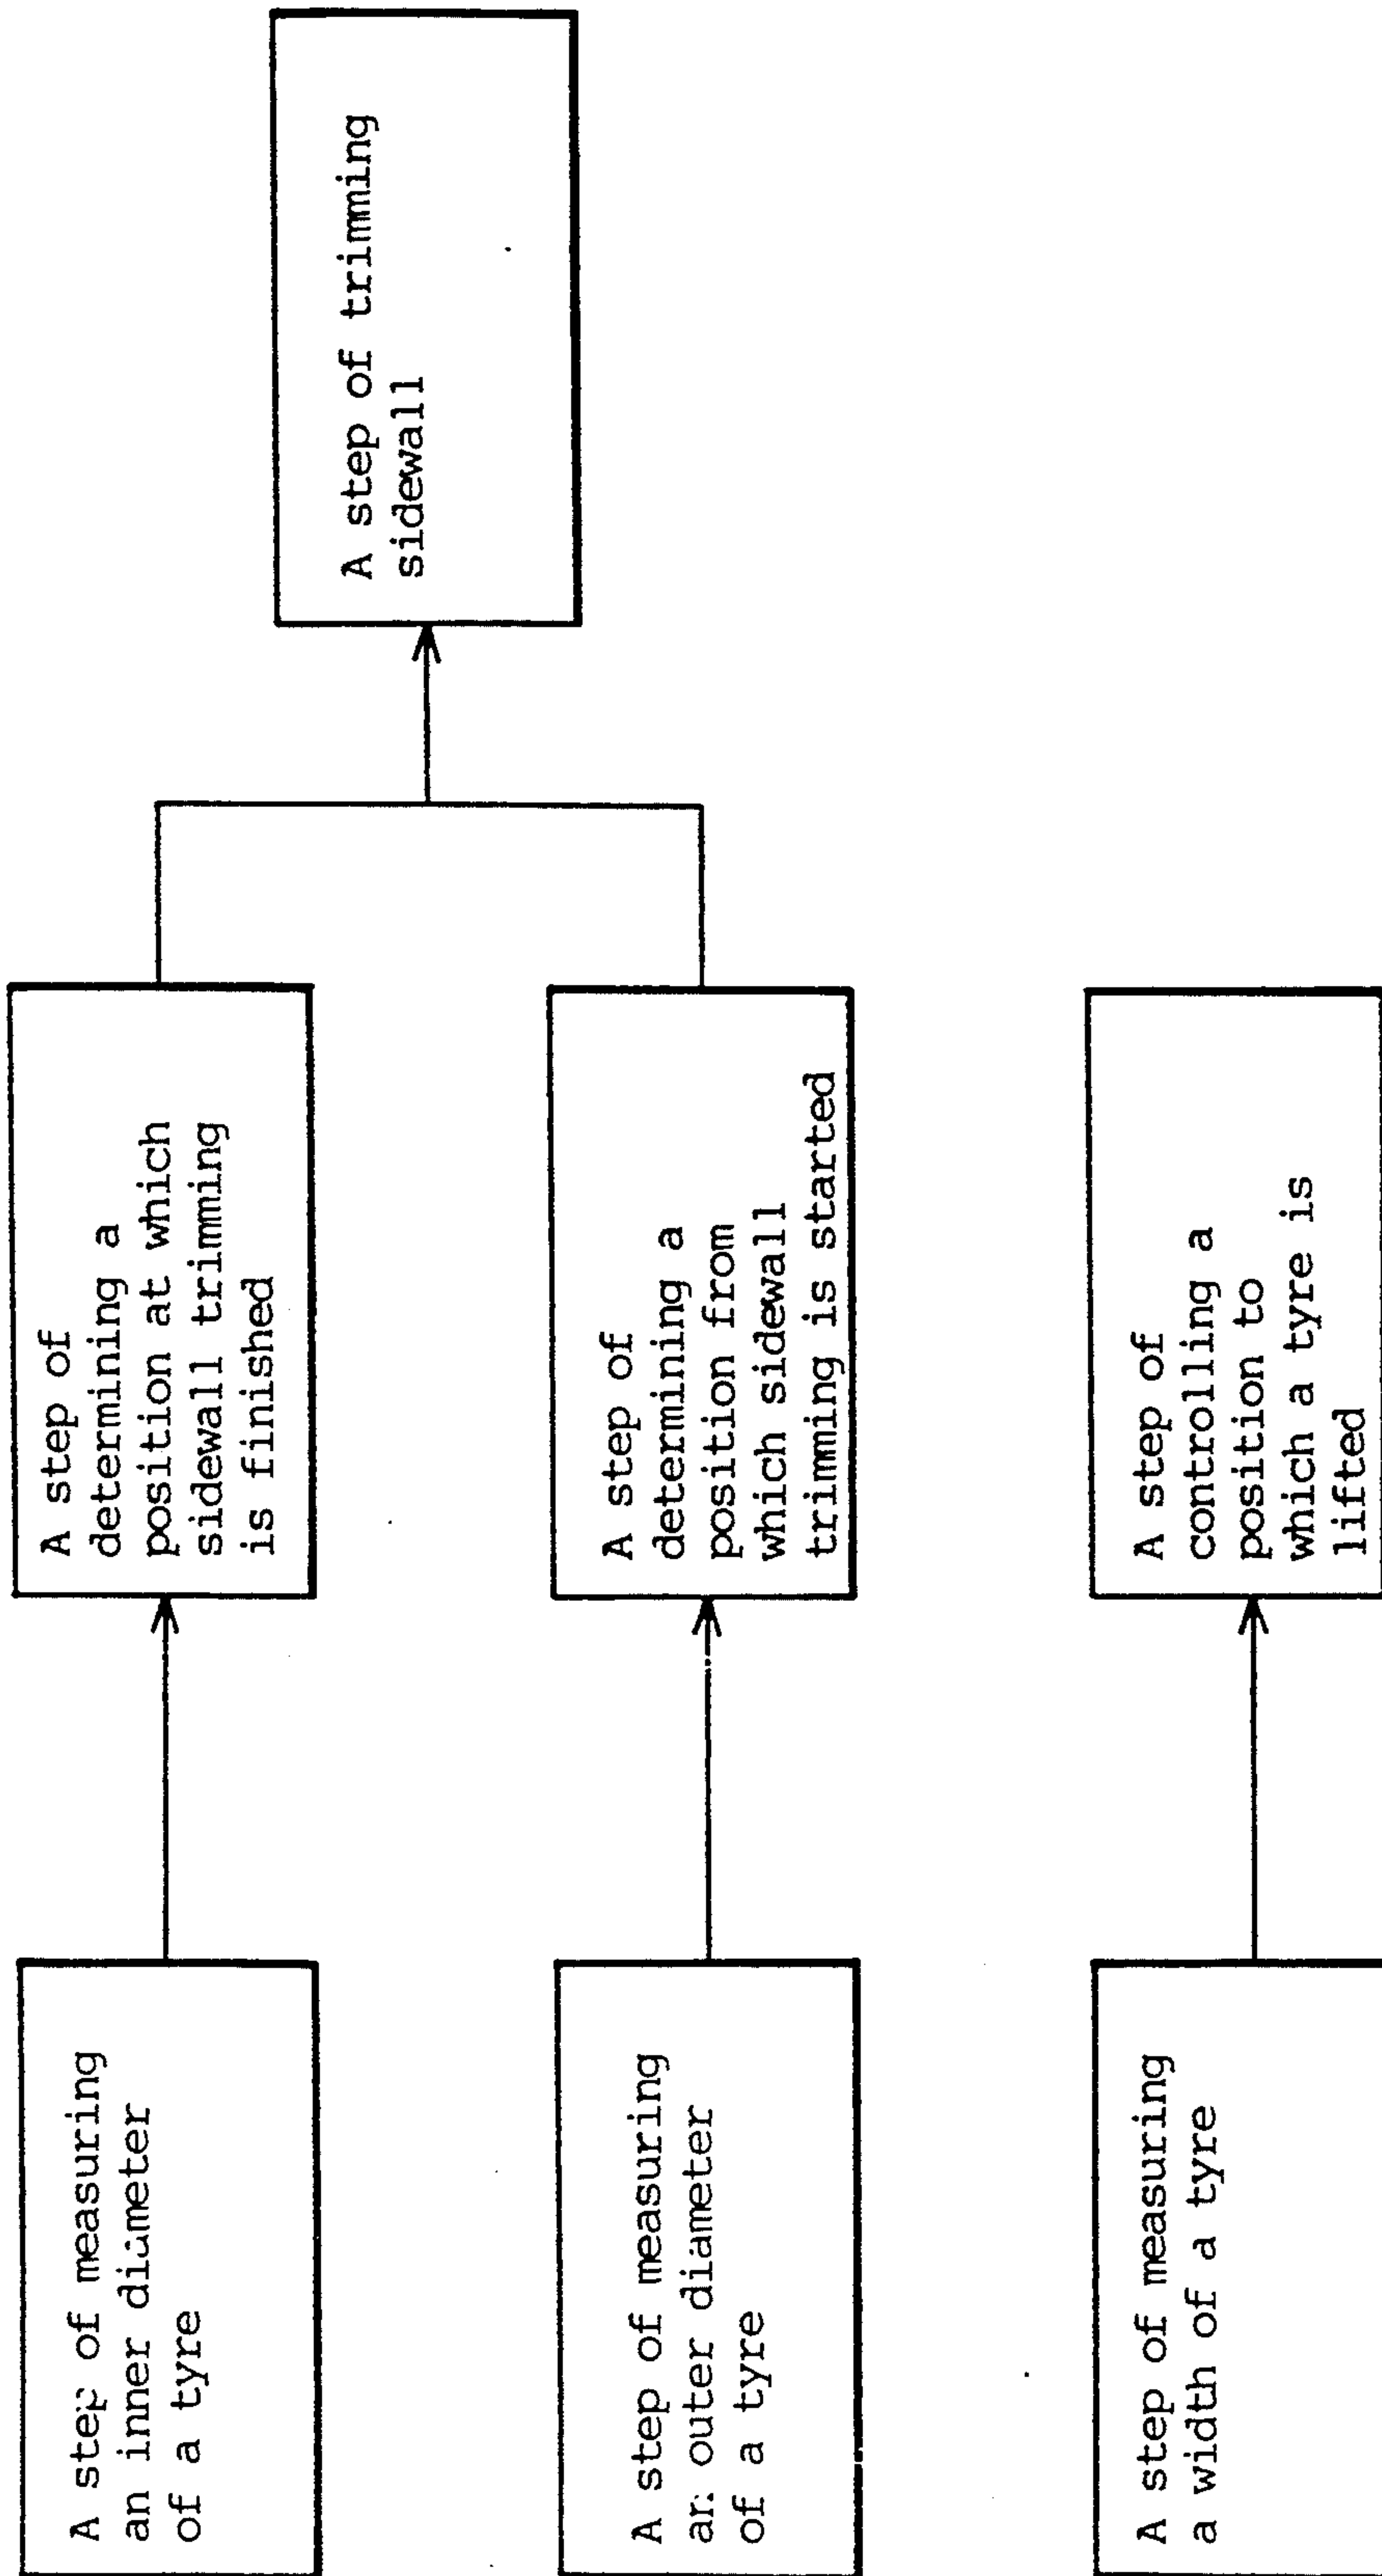 A step of measuring
an inner diameter
of a tyre
A step of
determining a
position at which
sidewall trimming
is finished
A step of measuring
an outer diameter
of a tyre
A step of
determining a
position from
which sidewall
trimming is started
A step of trimming
sidewall
A step of measuring
a width of a tyre
A step of
controlling a
position to
which a tyre is
lifted